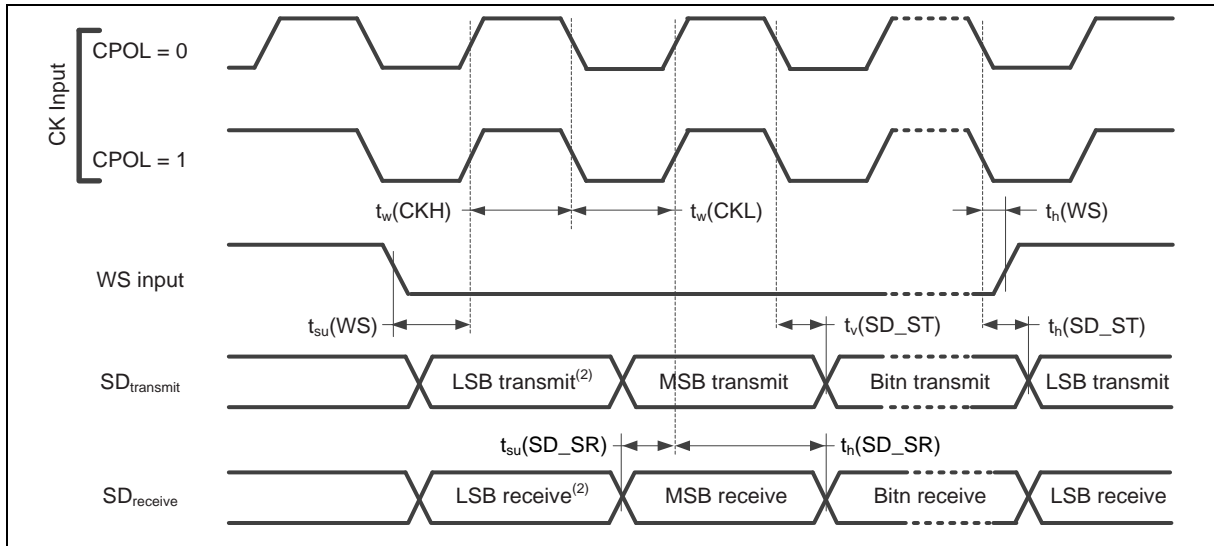 CK Input
CPOL = 0
CPOL = 1
tw(CKH)
tw(CKL)
th(WS)
WS input
tsu(WS)
tv(SD_ST)
th(SD_ST)
SDtransmit
LSB transmit(2)
MSB transmit
Bitn transmit
LSB transmit
tsu(SD_SR)
th(SD_SR)
SDreceive
LSB receive(2)
MSB receive
Bitn receive
LSB receive